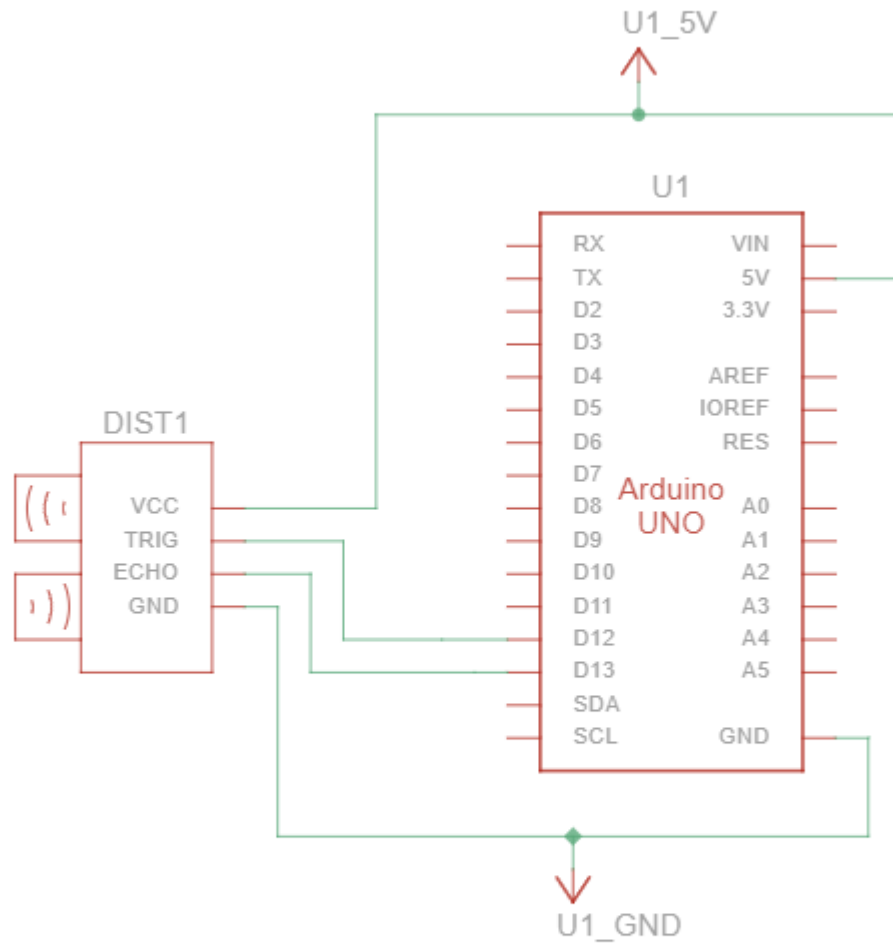 U1_5V
U1
RX
TX
D2
D3
D4
D5
D6
D7
D8
D9
D10
D11
D12
D13
SDA
SCL
Arduino
UNO
VIN
5V
3.3V
AREF
IOREF
RES
A0
A1
A2
A3
A4
A5
GND
DIST1
VCC
TRIG
ECHO
GND
U1_GND